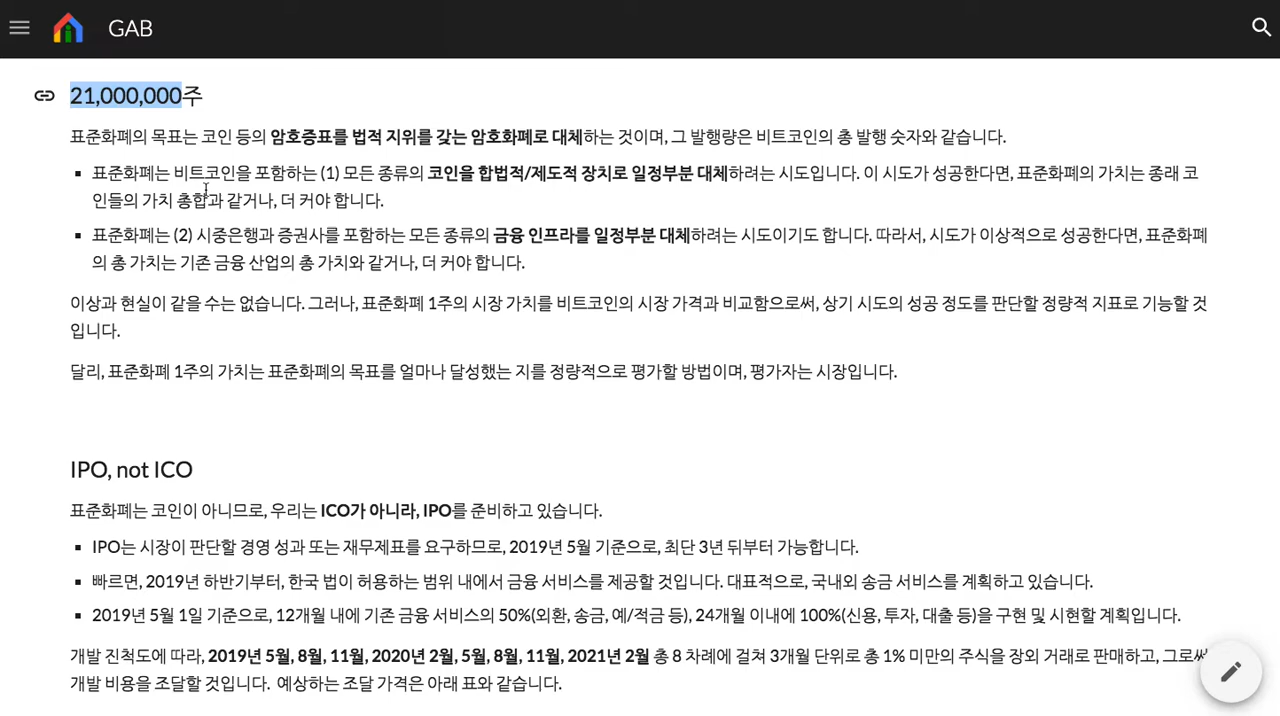 GAB
21,000,000주
표준화폐의 목표는 코인 등의 암호증표를 법적 지위를 갖는 암호화폐로 대체하는 것이며, 그 발행량은 비트코인의 총 발행 숫자와 같습니다.
▪ 표준화폐는 비트코인을 포함하는 (1) 모든 종류의 코인을 합법적/제도적 장치로 일정부분 대체하려는 시도입니다. 이 시도가 성공한다면, 표준화폐의 가치는 종래 코
인들의 가치 총합과 같거나, 더 커야 합니다.
▪ 표준화폐는 (2) 시중은행과 증권사를 포함하는 모든 종류의 금융 인프라를 일정부분 대체하려는 시도이기도 합니다. 따라서, 시도가 이상적으로 성공한다면, 표준화폐
의 총 가치는 기존 금융 산업의 총 가치와 같거나, 더 커야 합니다.
이상과 현실이 같을 수는 없습니다. 그러나, 표준화폐 1주의 시장 가치를 비트코인의 시장 가격과 비교함으로써, 상기 시도의 성공 정도를 판단할 정량적 지표로 기능할 것
입니다.
달리, 표준화폐 1주의 가치는 표준화폐의 목표를 얼마나 달성했는 지를 정량적으로 평가할 방법이며, 평가자는 시장입니다.
IPO, not ICO
표준화폐는 코인이 아니므로, 우리는 ICO가 아니라, IPO를 준비하고 있습니다.
▪ IPO는 시장이 판단할 경영 성과 또는 재무제표를 요구하므로, 2019년 5월 기준으로, 최단 3년 뒤부터 가능합니다.
▪ 빠르면, 2019년 하반기부터, 한국 법이 허용하는 범위 내에서 금융 서비스를 제공할 것입니다. 대표적으로, 국내외 송금 서비스를 계획하고 있습니다.
▪ 2019년 5월 1일 기준으로, 12개월 내에 기존 금융 서비스의 50%(외환, 송금, 예/적금 등), 24개월 이내에 100%(신용, 투자, 대출 등)을 구현 및 시현할 계획입니다.
개발 진척도에 따라, 2019년 5월, 8월, 11월, 2020년 2월, 5월, 8월, 11월, 2021년 2월 총 8 차례에 걸쳐 3개월 단위로 총 1% 미만의 주식을 장외 거래로 판매하고, 그로써
개발 비용을 조달할 것입니다. 예상하는 조달 가격은 아래 표와 같습니다.